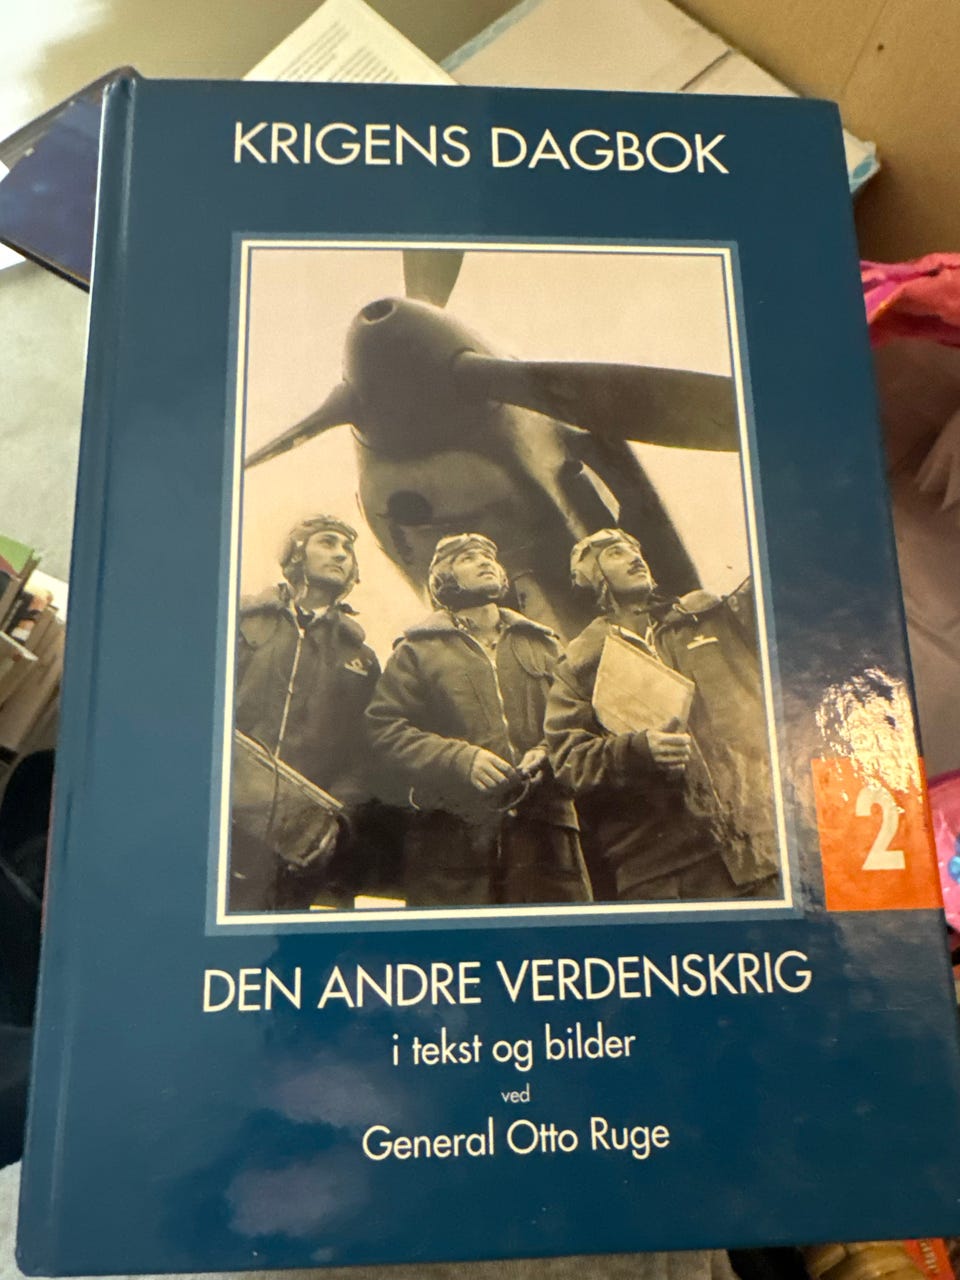 KRIGENS DAGBOK
2
DEN ANDRE VERDENSKRIG
i tekst og bilder
ved
General Otto Ruge